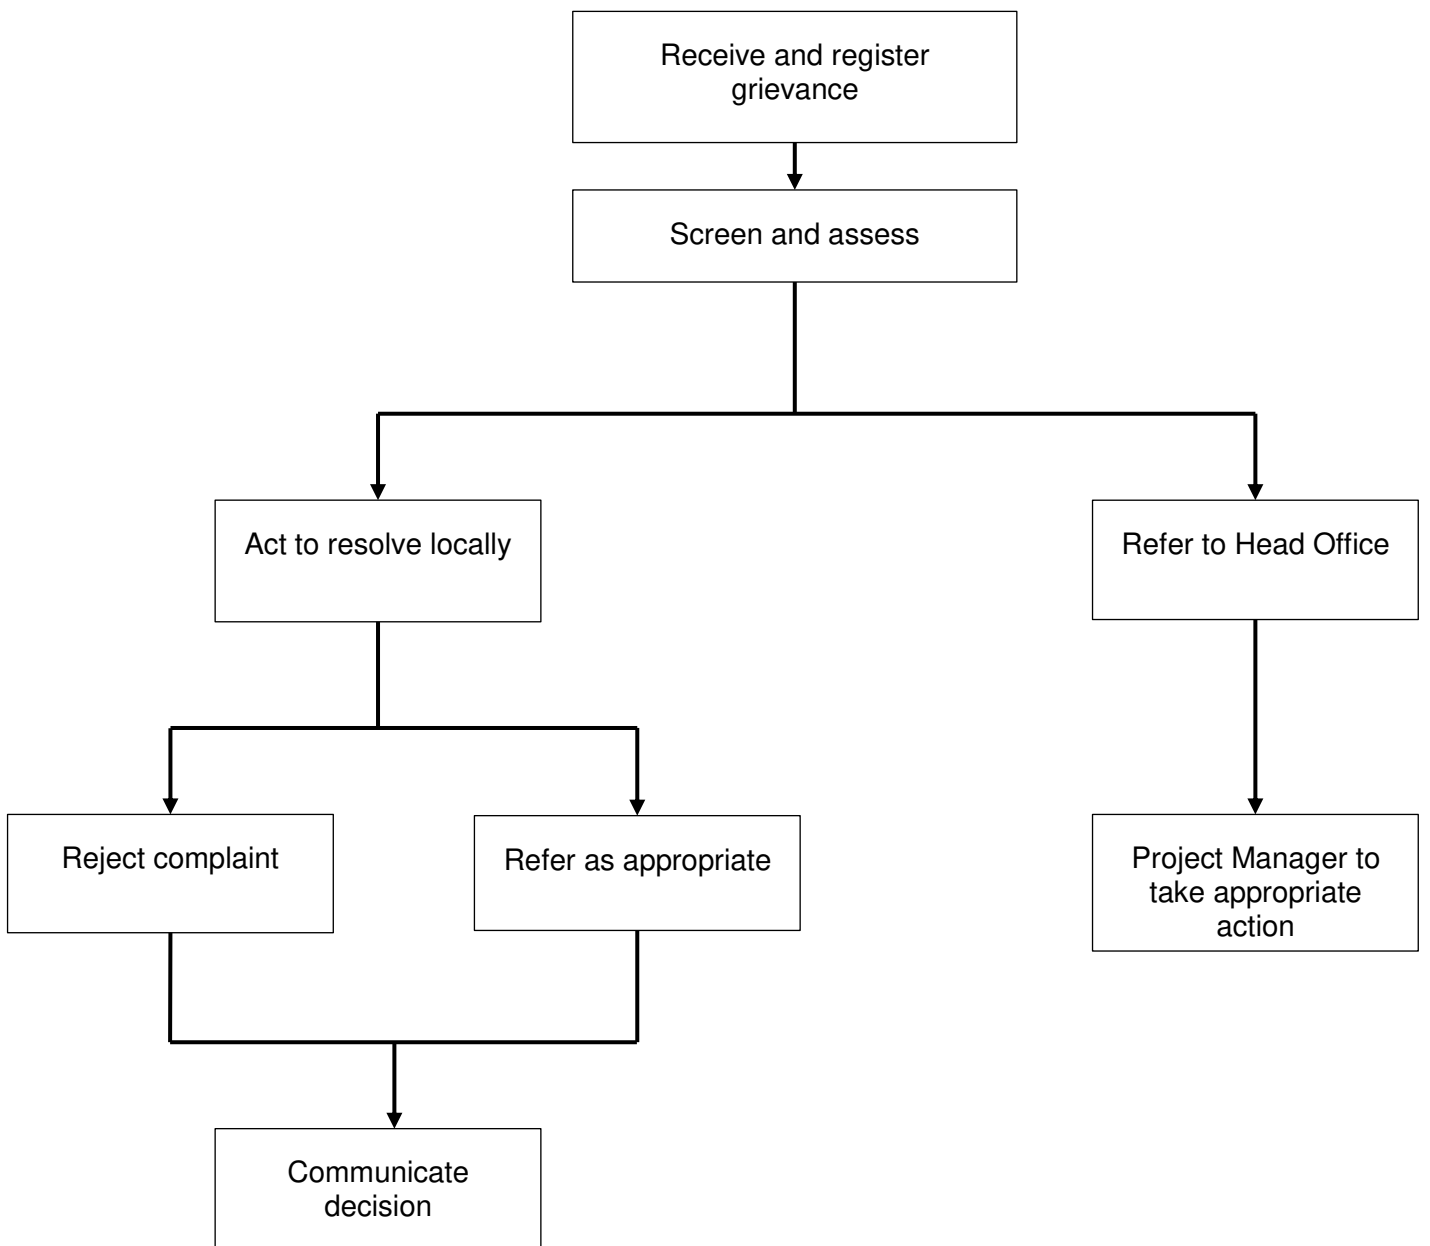 Receive and register
grievance
Screen and assess
Act to resolve locally
Refer to Head Office
Reject complaint
Refer as appropriate
Project Manager to
take appropriate
action
Communicate
decision